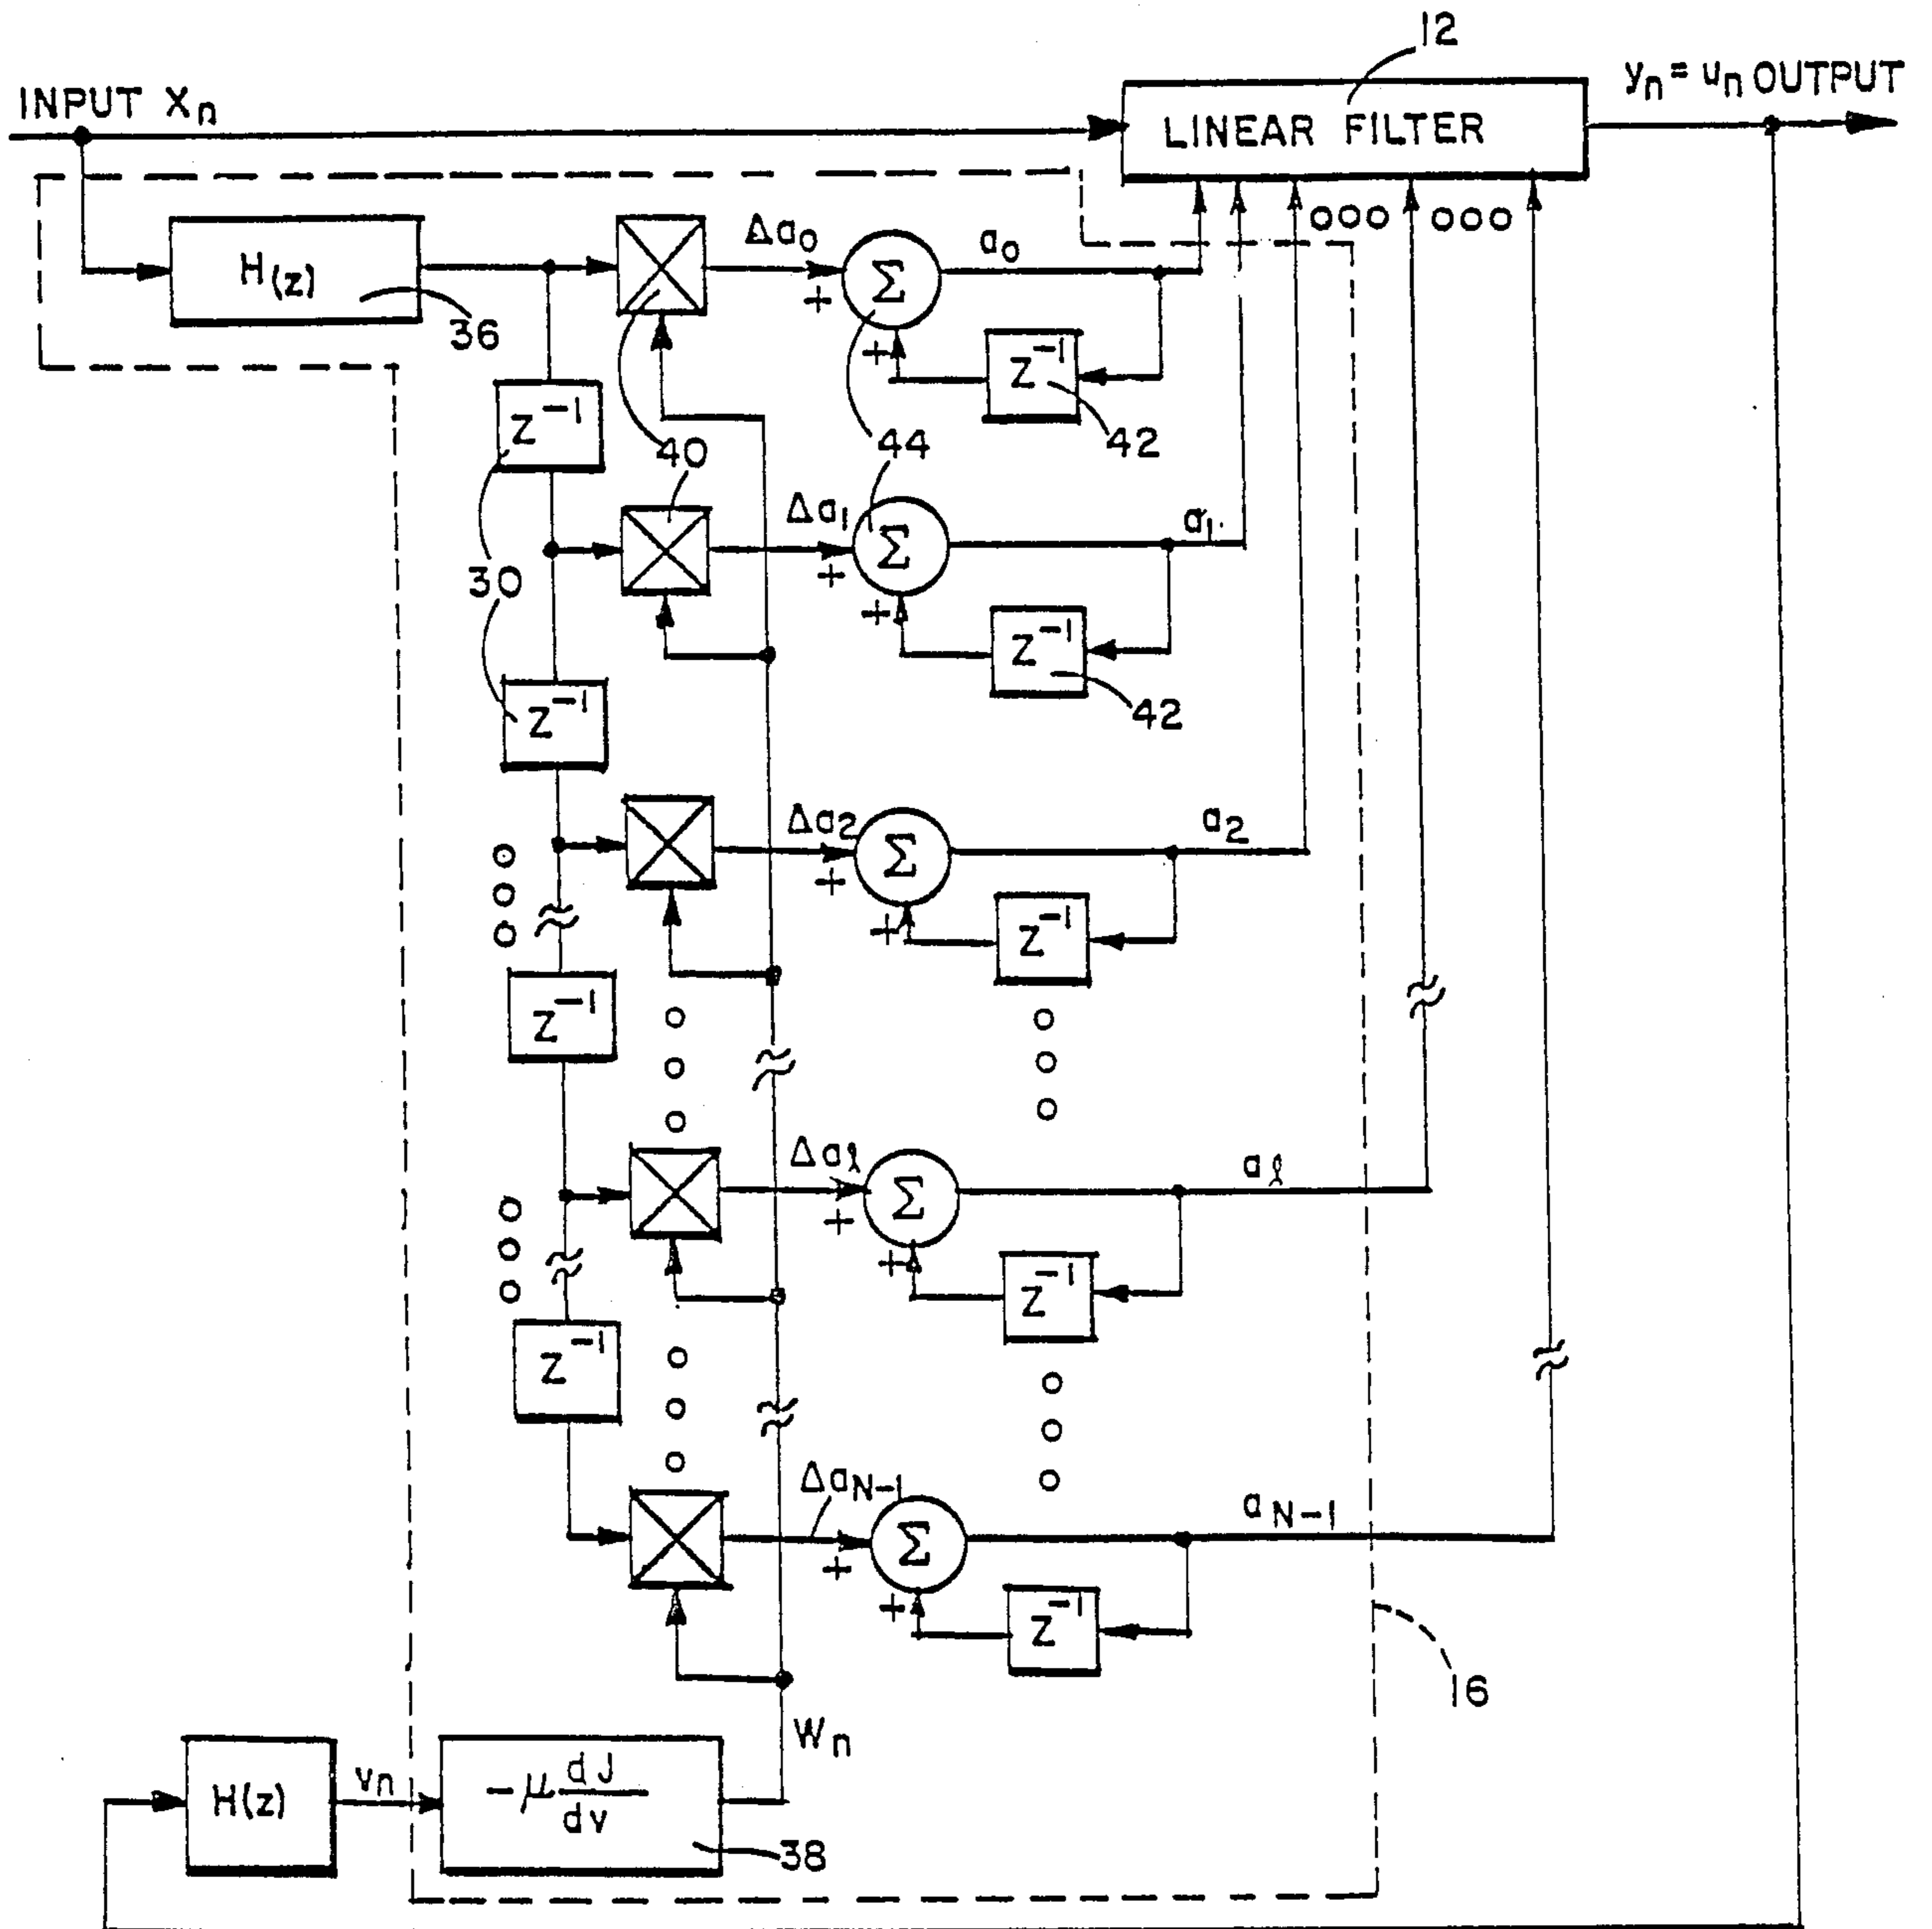 12
INPUT Xn
yn = un OUTPUT
LINEAR FILTER
H(z)
36
Δa0
+
Σ
a0
+
Z⁻¹
42
Z⁻¹
40
44
30
Δa1
+
Σ
a1
+
Z⁻¹
42
Z⁻¹
Δa2
+
Σ
a2
+
Z⁻¹
Z⁻¹
Δaℓ
+
Σ
aℓ
+
Z⁻¹
Z⁻¹
ΔaN-1
+
Σ
aN-1
+
Z⁻¹
16
Wn
H(z)
vn
-μ dJ/dv
38